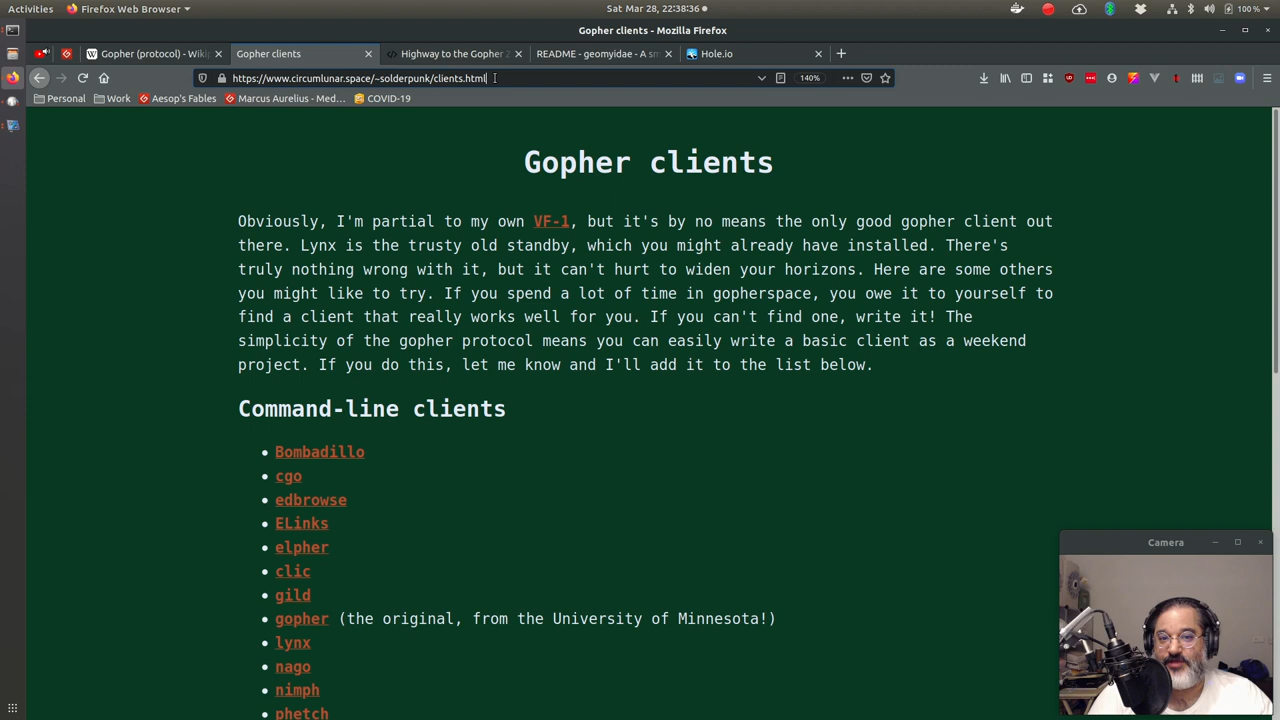 Activities Firefox Web Browser Sat Mar 28, 22:38:36 100 %
Gopher clients - Mozilla Firefox
Gopher (protocol) - Wiki Gopher clients Highway to the Gopher Z README - geomyidae - A sm Hole.io
https://www.circumlunar.space/~solderpunk/clients.html 140%
Personal Work Aesop's Fables Marcus Aurelius - Med... COVID-19
Gopher clients
Obviously, I'm partial to my own VF-1, but it's by no means the only good gopher client out
there. Lynx is the trusty old standby, which you might already have installed. There's
truly nothing wrong with it, but it can't hurt to widen your horizons. Here are some others
you might like to try. If you spend a lot of time in gopherspace, you owe it to yourself to
find a client that really works well for you. If you can't find one, write it! The
simplicity of the gopher protocol means you can easily write a basic client as a weekend
project. If you do this, let me know and I'll add it to the list below.
Command-line clients
• Bombadillo
• cgo
• edbrowse
• ELinks
• elpher
• clic
• gild
• gopher (the original, from the University of Minnesota!)
• lynx
• nago
• nimph
• phetch
Camera